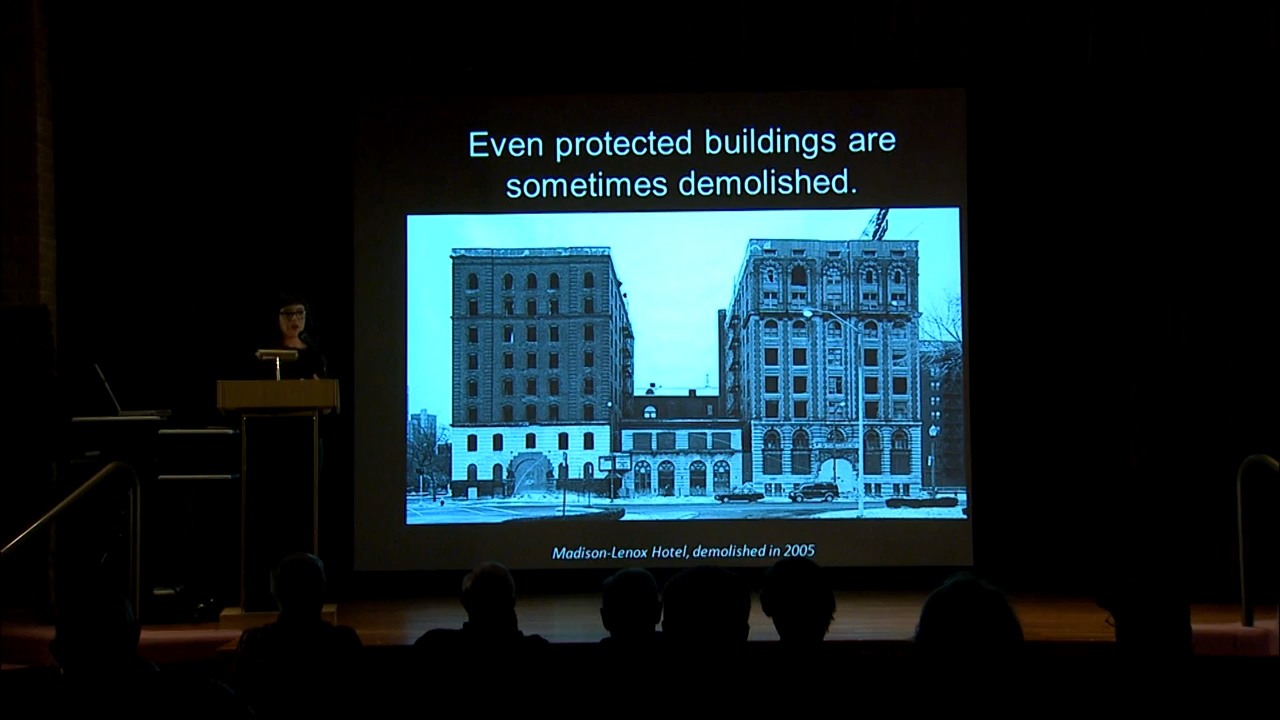 Even protected buildings are
sometimes demolished.
Madison-Lenox Hotel, demolished in 2005